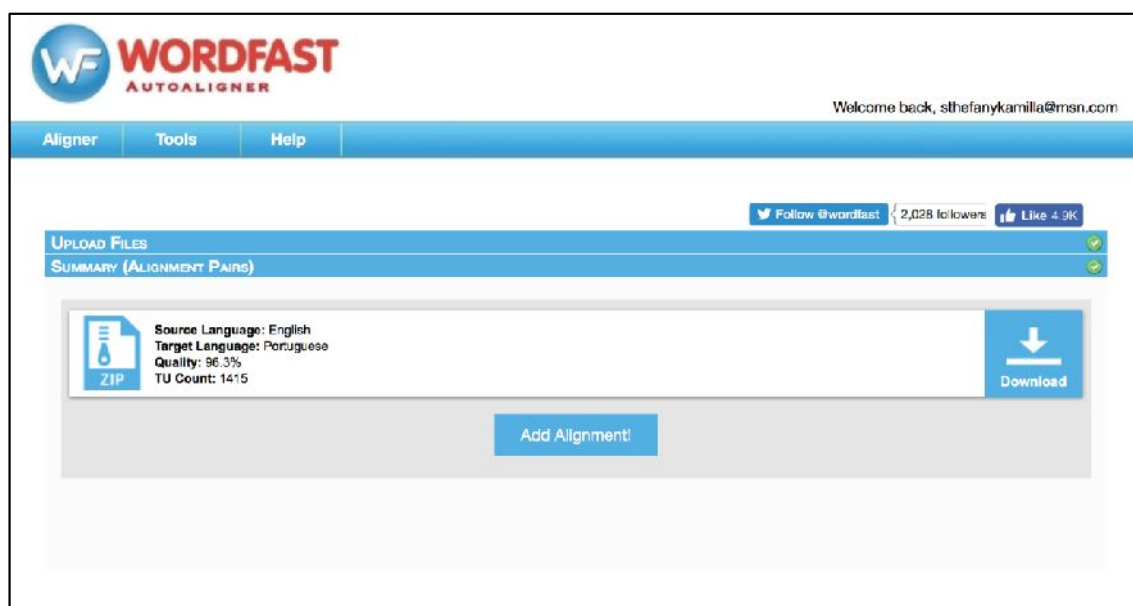 WF WORDFAST
AUTOALIGNER
Welcome back, sthefanykamilla@msn.com
Aligner Tools Help
Follow @wordfast 2,028 followers Like 4.9K
UPLOAD FILES
SUMMARY (ALIGNMENT PAIRS)
Source Language: English
Target Language: Portuguese
Quality: 96.3%
TU Count: 1415
ZIP
Download
Add Alignment!